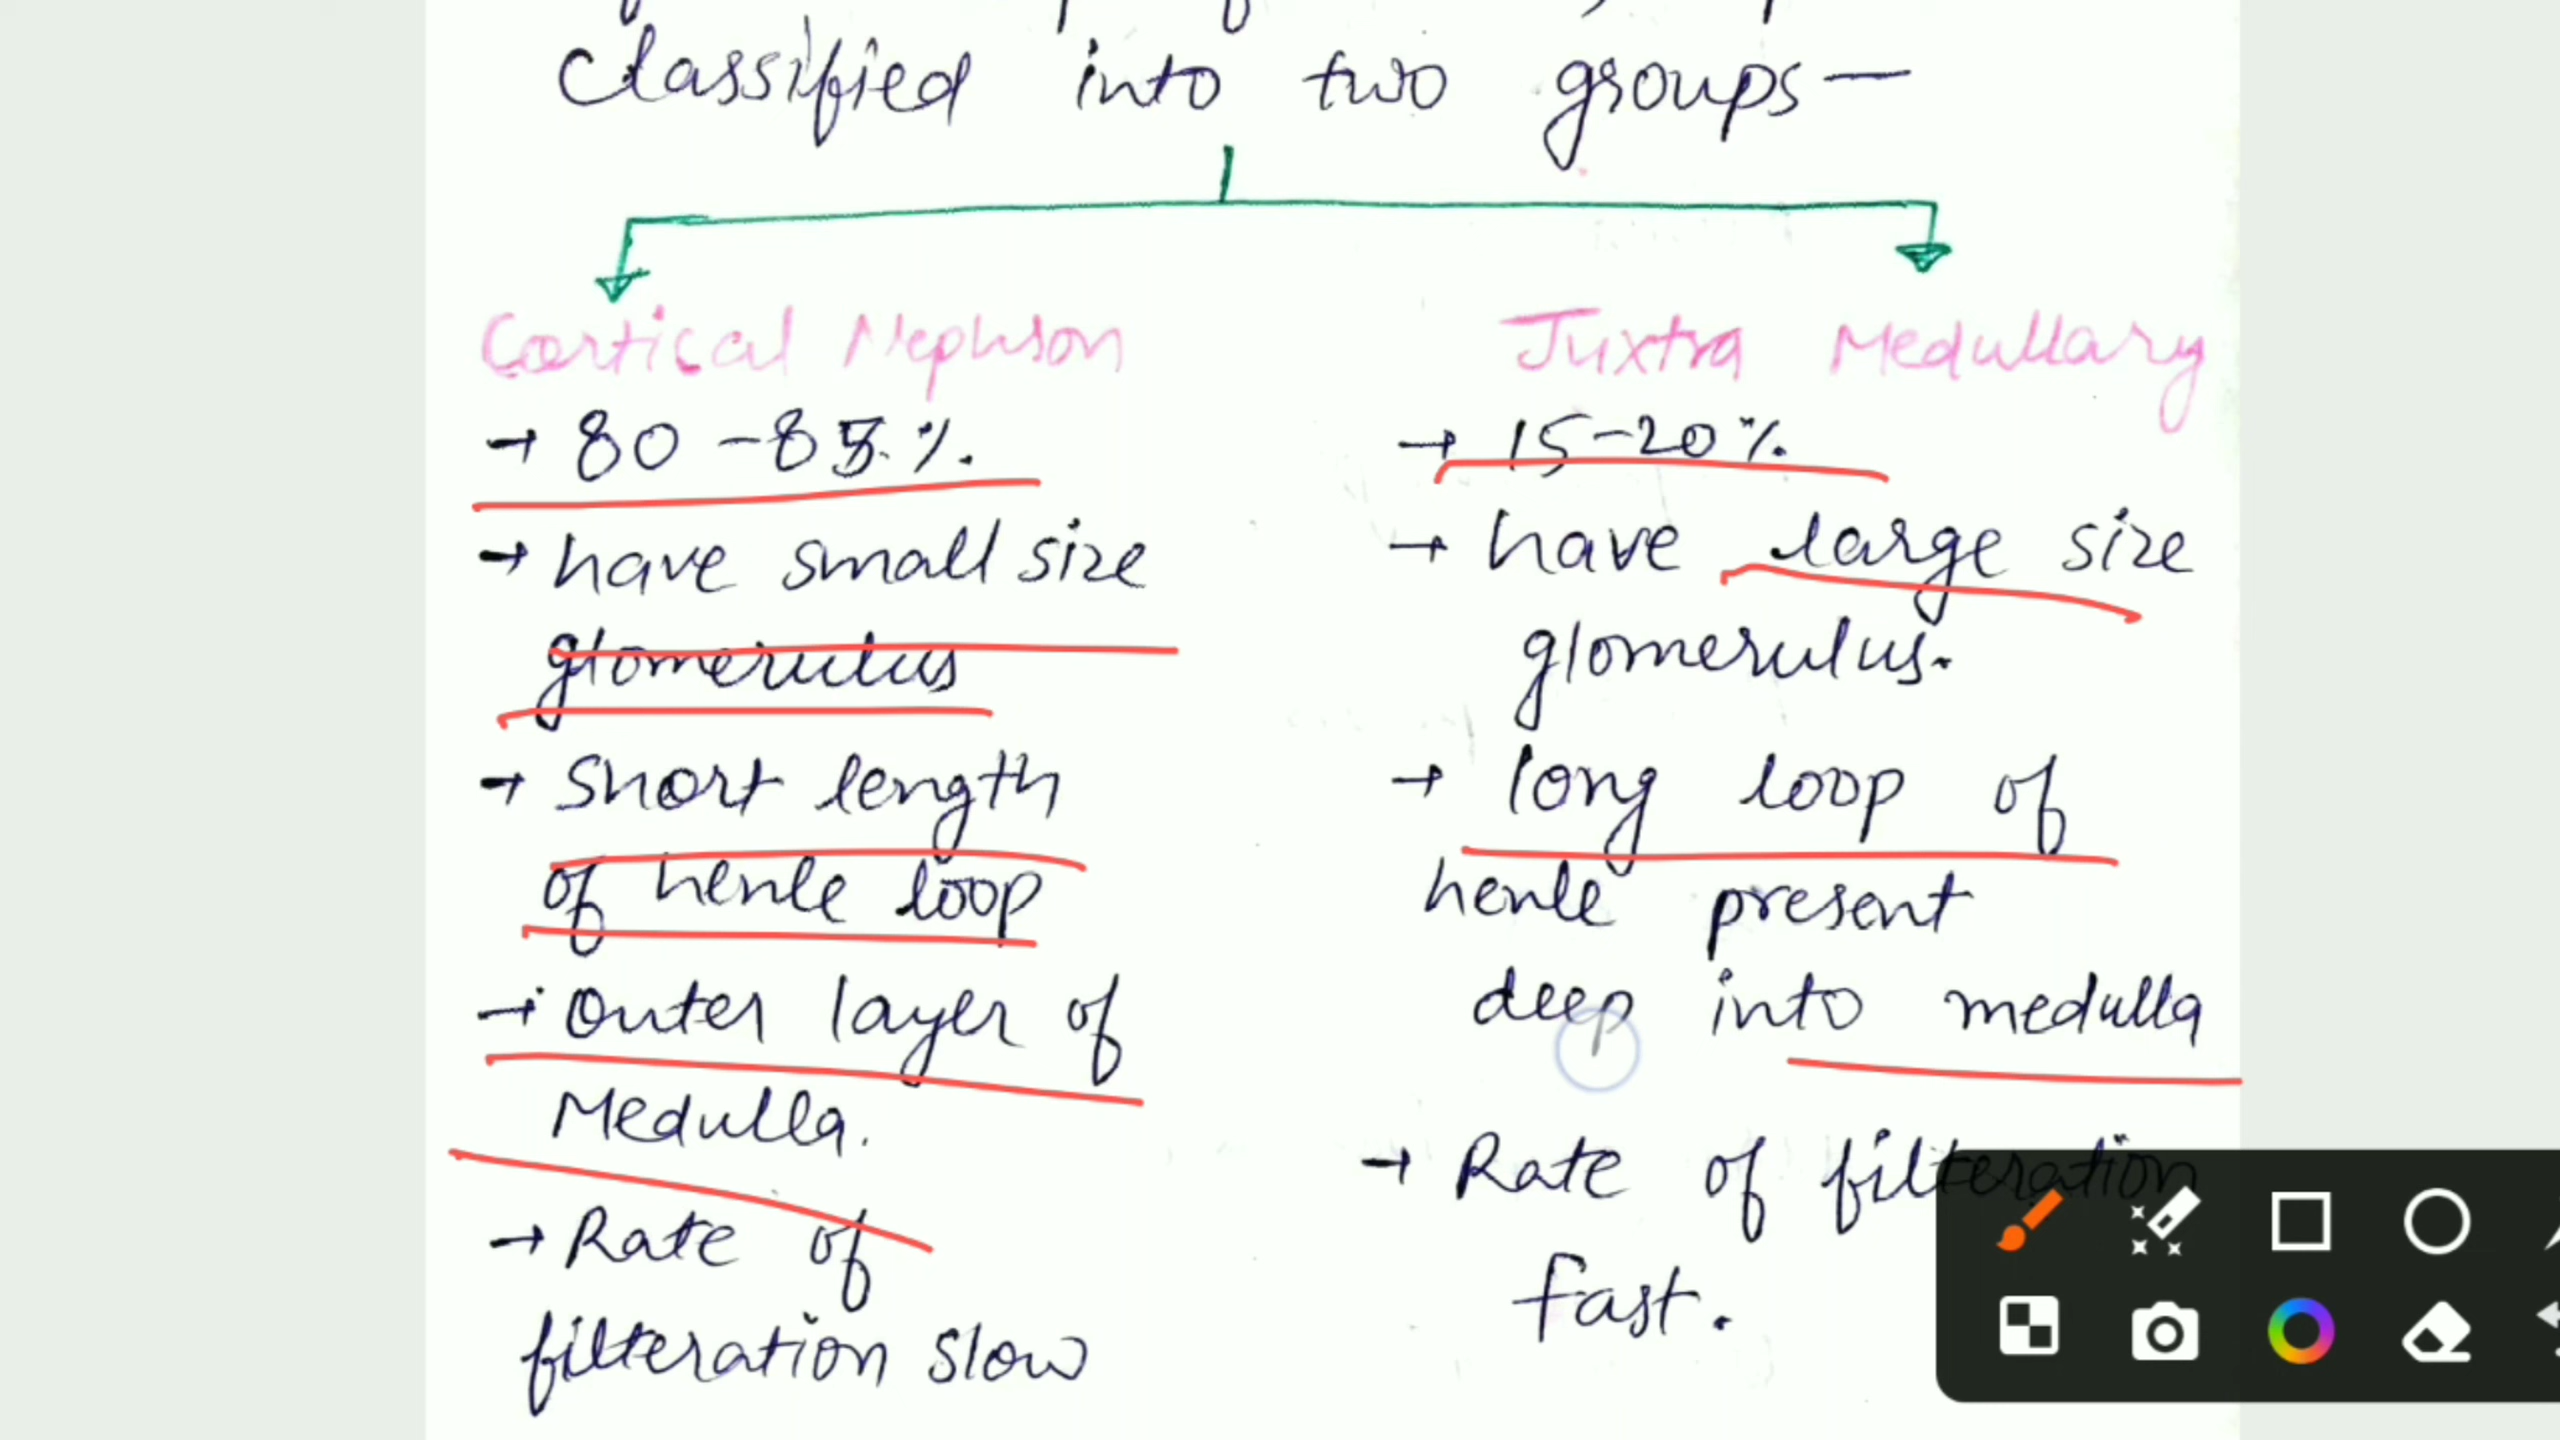 Classified into two groups—
Cortical Nephron
→ 80-85%.
→ have small size
glomerulus
→ Short length
of henle loop
→ Outer layer of
Medulla.
→ Rate of
filteration slow
Juxtra Medullary
→ 15-20%.
→ have large size
glomerulus.
→ long loop of
henle present
deep into medulla
→ Rate of filteration
fast.